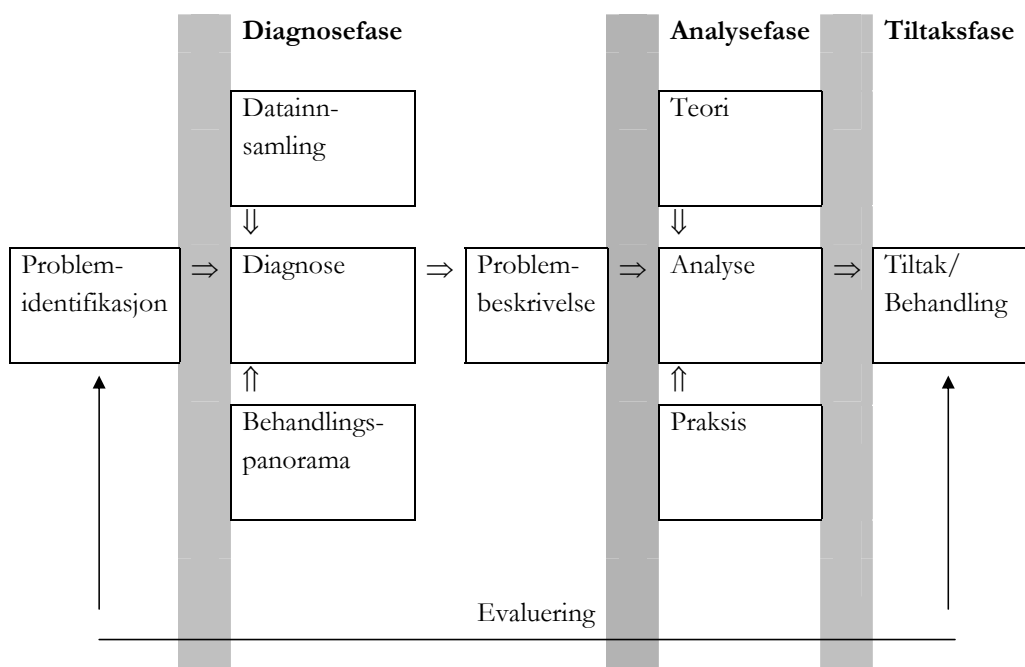 Diagnosefase
Analysefase
Tiltaksfase
Datainn-
samling
Teori
⇓
⇓
Problem-
identifikasjon
⇒
Diagnose
⇒
Problem-
beskrivelse
⇒
Analyse
⇒
Tiltak/
Behandling
⇑
⇑
Behandlings-
panorama
Praksis
Evaluering